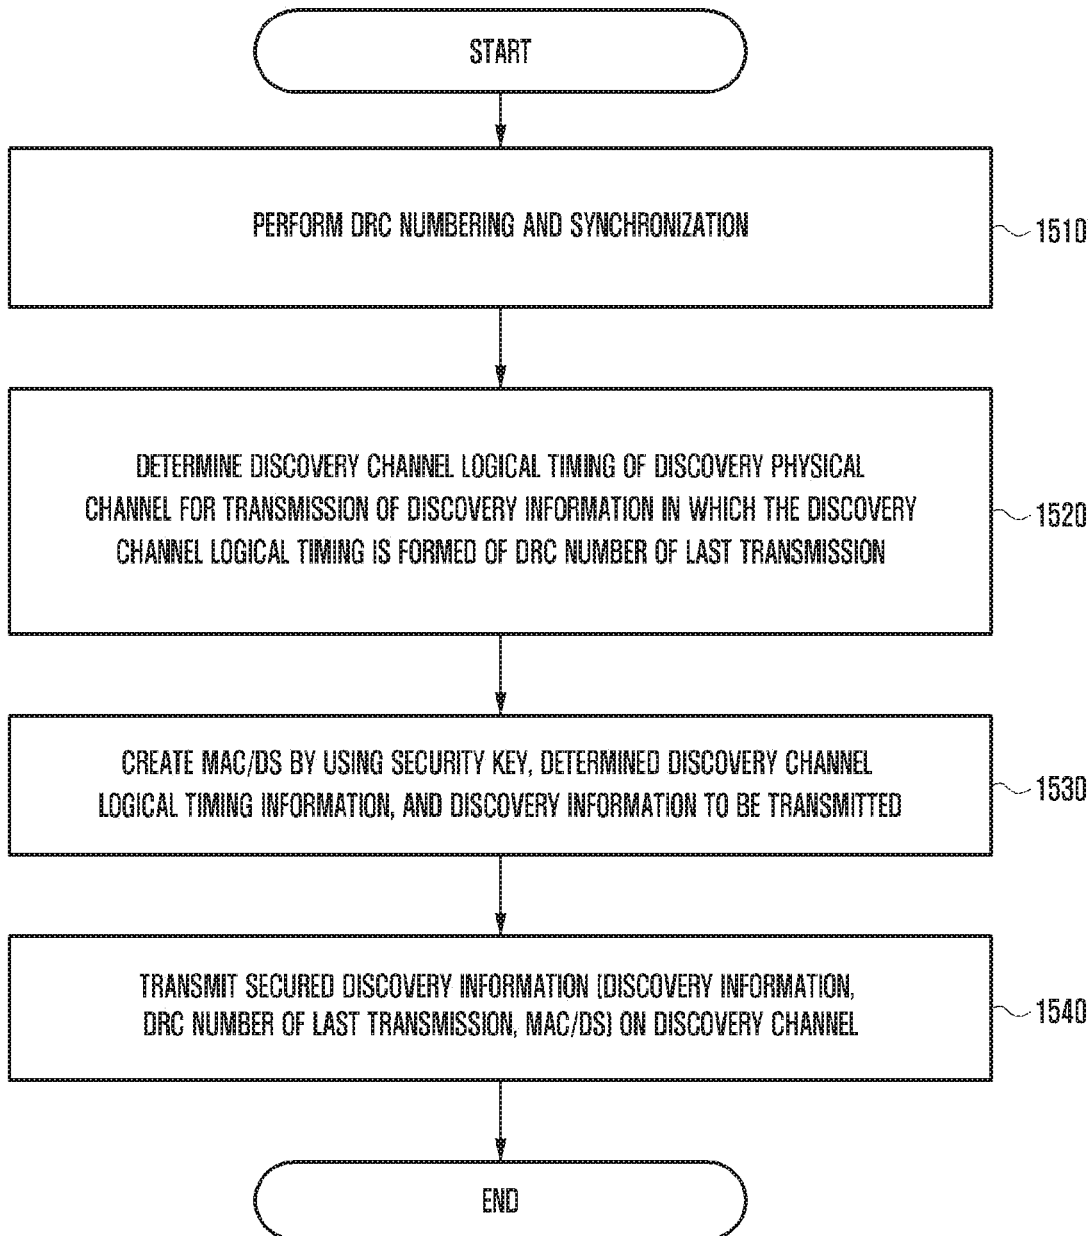 START
PERFORM DRC NUMBERING AND SYNCHRONIZATION
1510
DETERMINE DISCOVERY CHANNEL LOGICAL TIMING OF DISCOVERY PHYSICAL
CHANNEL FOR TRANSMISSION OF DISCOVERY INFORMATION IN WHICH THE DISCOVERY
CHANNEL LOGICAL TIMING IS FORMED OF DRC NUMBER OF LAST TRANSMISSION
1520
CREATE MAC/DS BY USING SECURITY KEY, DETERMINED DISCOVERY CHANNEL
LOGICAL TIMING INFORMATION, AND DISCOVERY INFORMATION TO BE TRANSMITTED
1530
TRANSMIT SECURED DISCOVERY INFORMATION (DISCOVERY INFORMATION,
DRC NUMBER OF LAST TRANSMISSION, MAC/DS) ON DISCOVERY CHANNEL
1540
END